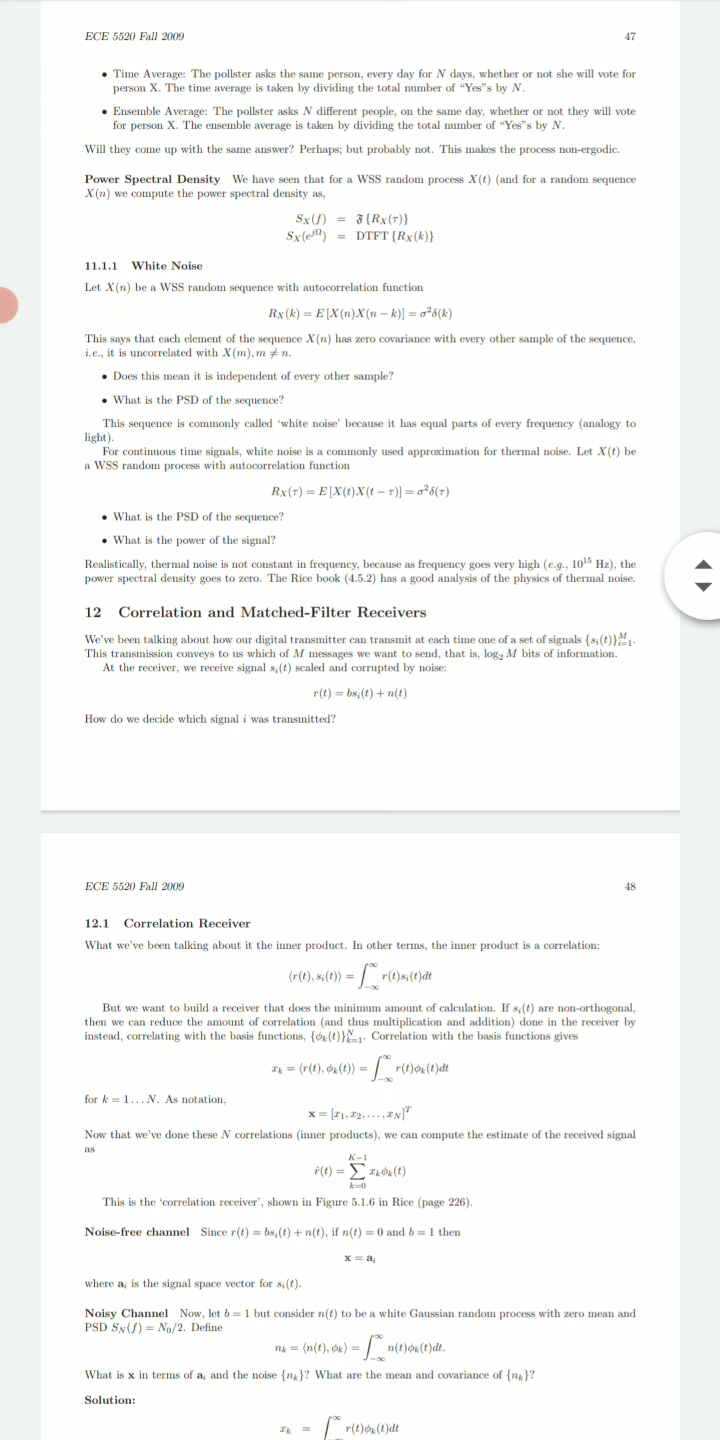 ECE 5520 Fall 2009 47
• Time Average: The pollster asks the same person, every day for N days, whether or not she will vote for
person X. The time average is taken by dividing the total number of "Yes"s by N.
• Ensemble Average: The pollster asks N different people, on the same day, whether or not they will vote
for person X. The ensemble average is taken by dividing the total number of "Yes"s by N.
Will they come up with the same answer? Perhaps; but probably not. This makes the process non-ergodic.
Power Spectral Density We have seen that for a WSS random process X(t) (and for a random sequence
X(n) we compute the power spectral density as,
S_X(f) = 𝔉{R_X(τ)}
S_X(e^{jΩ}) = DTFT {R_X(k)}
11.1.1 White Noise
Let X(n) be a WSS random sequence with autocorrelation function
R_X(k) = E [X(n)X(n − k)] = σ²δ(k)
This says that each element of the sequence X(n) has zero covariance with every other sample of the sequence,
i.e., it is uncorrelated with X(m), m ≠ n.
• Does this mean it is independent of every other sample?
• What is the PSD of the sequence?
This sequence is commonly called 'white noise' because it has equal parts of every frequency (analogy to
light).
For continuous time signals, white noise is a commonly used approximation for thermal noise. Let X(t) be
a WSS random process with autocorrelation function
R_X(τ) = E [X(t)X(t − τ)] = σ²δ(τ)
• What is the PSD of the sequence?
• What is the power of the signal?
Realistically, thermal noise is not constant in frequency, because as frequency goes very high (e.g., 10¹⁵ Hz), the
power spectral density goes to zero. The Rice book (4.5.2) has a good analysis of the physics of thermal noise.
12 Correlation and Matched-Filter Receivers
We've been talking about how our digital transmitter can transmit at each time one of a set of signals {s_i(t)}_{i=1}^M.
This transmission conveys to us which of M messages we want to send, that is, log₂ M bits of information.
At the receiver, we receive signal s_i(t) scaled and corrupted by noise:
r(t) = bs_i(t) + n(t)
How do we decide which signal i was transmitted?
ECE 5520 Fall 2009 48
12.1 Correlation Receiver
What we've been talking about it the inner product. In other terms, the inner product is a correlation:
⟨r(t), s_i(t)⟩ = ∫_{−∞}^{∞} r(t)s_i(t)dt
But we want to build a receiver that does the minimum amount of calculation. If s_i(t) are non-orthogonal,
then we can reduce the amount of correlation (and thus multiplication and addition) done in the receiver by
instead, correlating with the basis functions, {ϕ_k(t)}_{k=1}^N. Correlation with the basis functions gives
x_k = ⟨r(t), ϕ_k(t)⟩ = ∫_{−∞}^{∞} r(t)ϕ_k(t)dt
for k = 1 . . . N. As notation,
x = [x₁, x₂, . . . , x_N]^T
Now that we've done these N correlations (inner products), we can compute the estimate of the received signal
as
r̂(t) = ∑_{k=0}^{K−1} x_kϕ_k(t)
This is the 'correlation receiver', shown in Figure 5.1.6 in Rice (page 226).
Noise-free channel Since r(t) = bs_i(t) + n(t), if n(t) = 0 and b = 1 then
x = a_i
where a_i is the signal space vector for s_i(t).
Noisy Channel Now, let b = 1 but consider n(t) to be a white Gaussian random process with zero mean and
PSD S_N(f) = N₀/2. Define
n_k = ⟨n(t), ϕ_k⟩ = ∫_{−∞}^{∞} n(t)ϕ_k(t)dt.
What is x in terms of a_i and the noise {n_k}? What are the mean and covariance of {n_k}?
Solution:
x_k = ∫_{−∞}^{∞} r(t)ϕ_k(t)dt